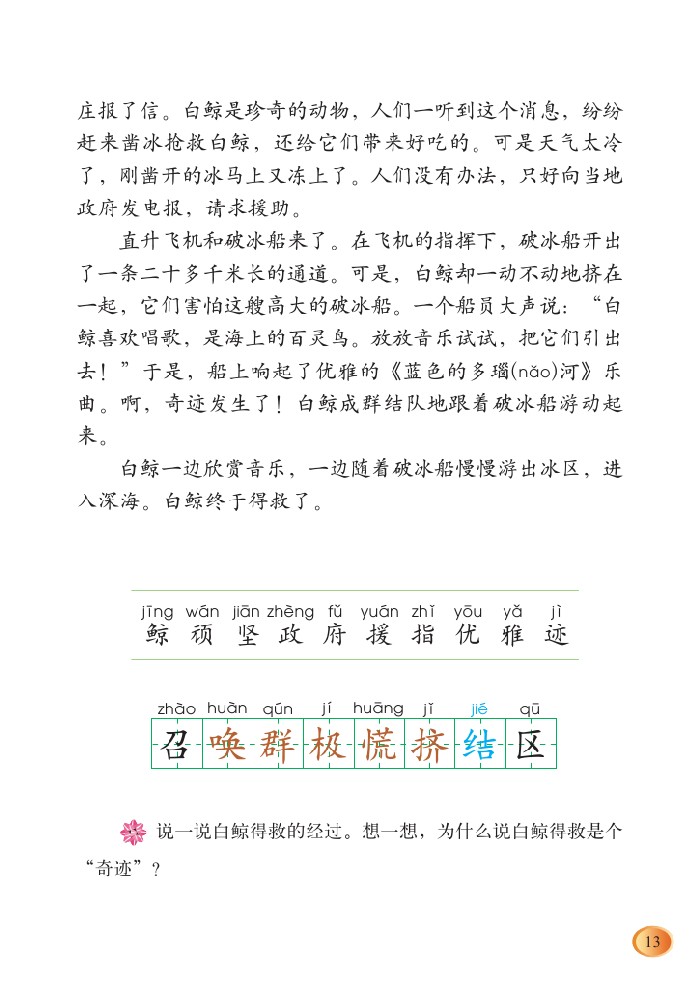 庄报了信。白鲸是珍奇的动物，人们一听到这个消息，纷纷
赶来凿冰抢救白鲸，还给它们带来好吃的。可是天气太冷
了，刚凿开的冰马上又冻上了。人们没有办法，只好向当地
政府发电报，请求援助。
直升飞机和破冰船来了。在飞机的指挥下，破冰船开出
了一条二十多千米长的通道。可是，白鲸却一动不动地挤在
一起，它们害怕这艘高大的破冰船。一个船员大声说：“白
鲸喜欢唱歌，是海上的百灵鸟。放放音乐试试，把它们引出
去！”于是，船上响起了优雅的《蓝色的多瑙(nǎo)河》乐
曲。啊，奇迹发生了！白鲸成群结队地跟着破冰船游动起
来。
白鲸一边欣赏音乐，一边随着破冰船慢慢游出冰区，进
入深海。白鲸终于得救了。
jīng wán jiān zhèng fǔ yuán zhǐ yōu yǎ jì
鲸 顽 坚 政 府 援 指 优 雅 迹
zhào huàn qún jí huāng jǐ jié qū
召 唤 群 极 慌 挤 结 区
说一说白鲸得救的经过。想一想，为什么说白鲸得救是个
“奇迹”？
13